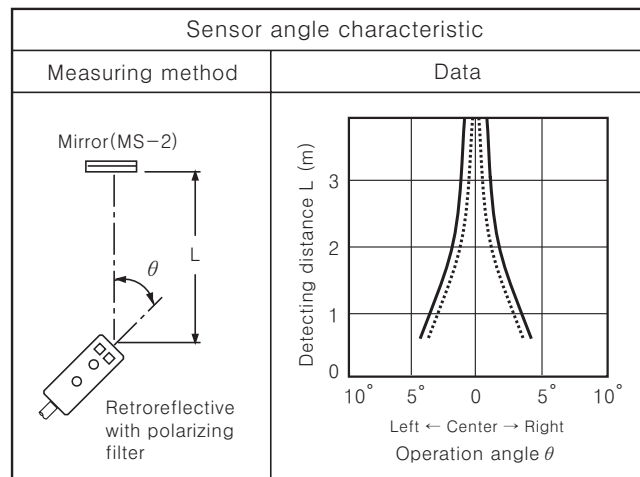 Sensor angle characteristic
Measuring method
Data
Mirror(MS-2)
L
θ
Retroreflective
with polarizing
filter
Detecting distance L (m)
3
2
1
0
10° 5° 0 5° 10°
Left ← Center → Right
Operation angle θ